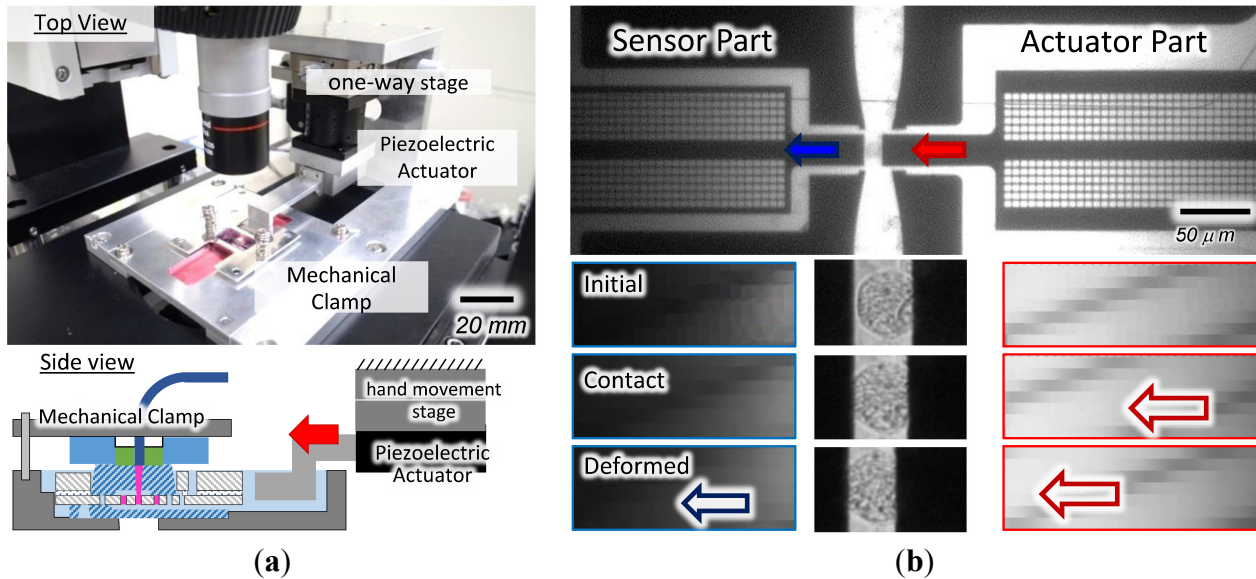 Top View
one-way stage
Piezoelectric
Actuator
Mechanical
Clamp
20 mm
Side view
Mechanical Clamp
hand movement
stage
Piezoelectric
Actuator
(a)
Sensor Part
Actuator Part
50 μm
Initial
Contact
Deformed
(b)